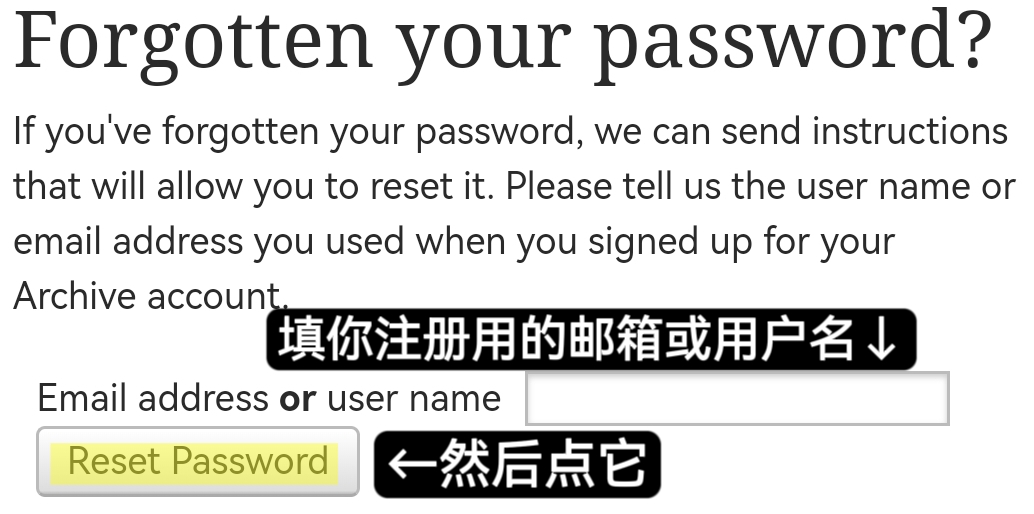 Forgotten your password?
If you've forgotten your password, we can send instructions
that will allow you to reset it. Please tell us the user name or
email address you used when you signed up for your
Archive account.
填你注册用的邮箱或用户名↓
Email address or user name
Reset Password ←然后点它